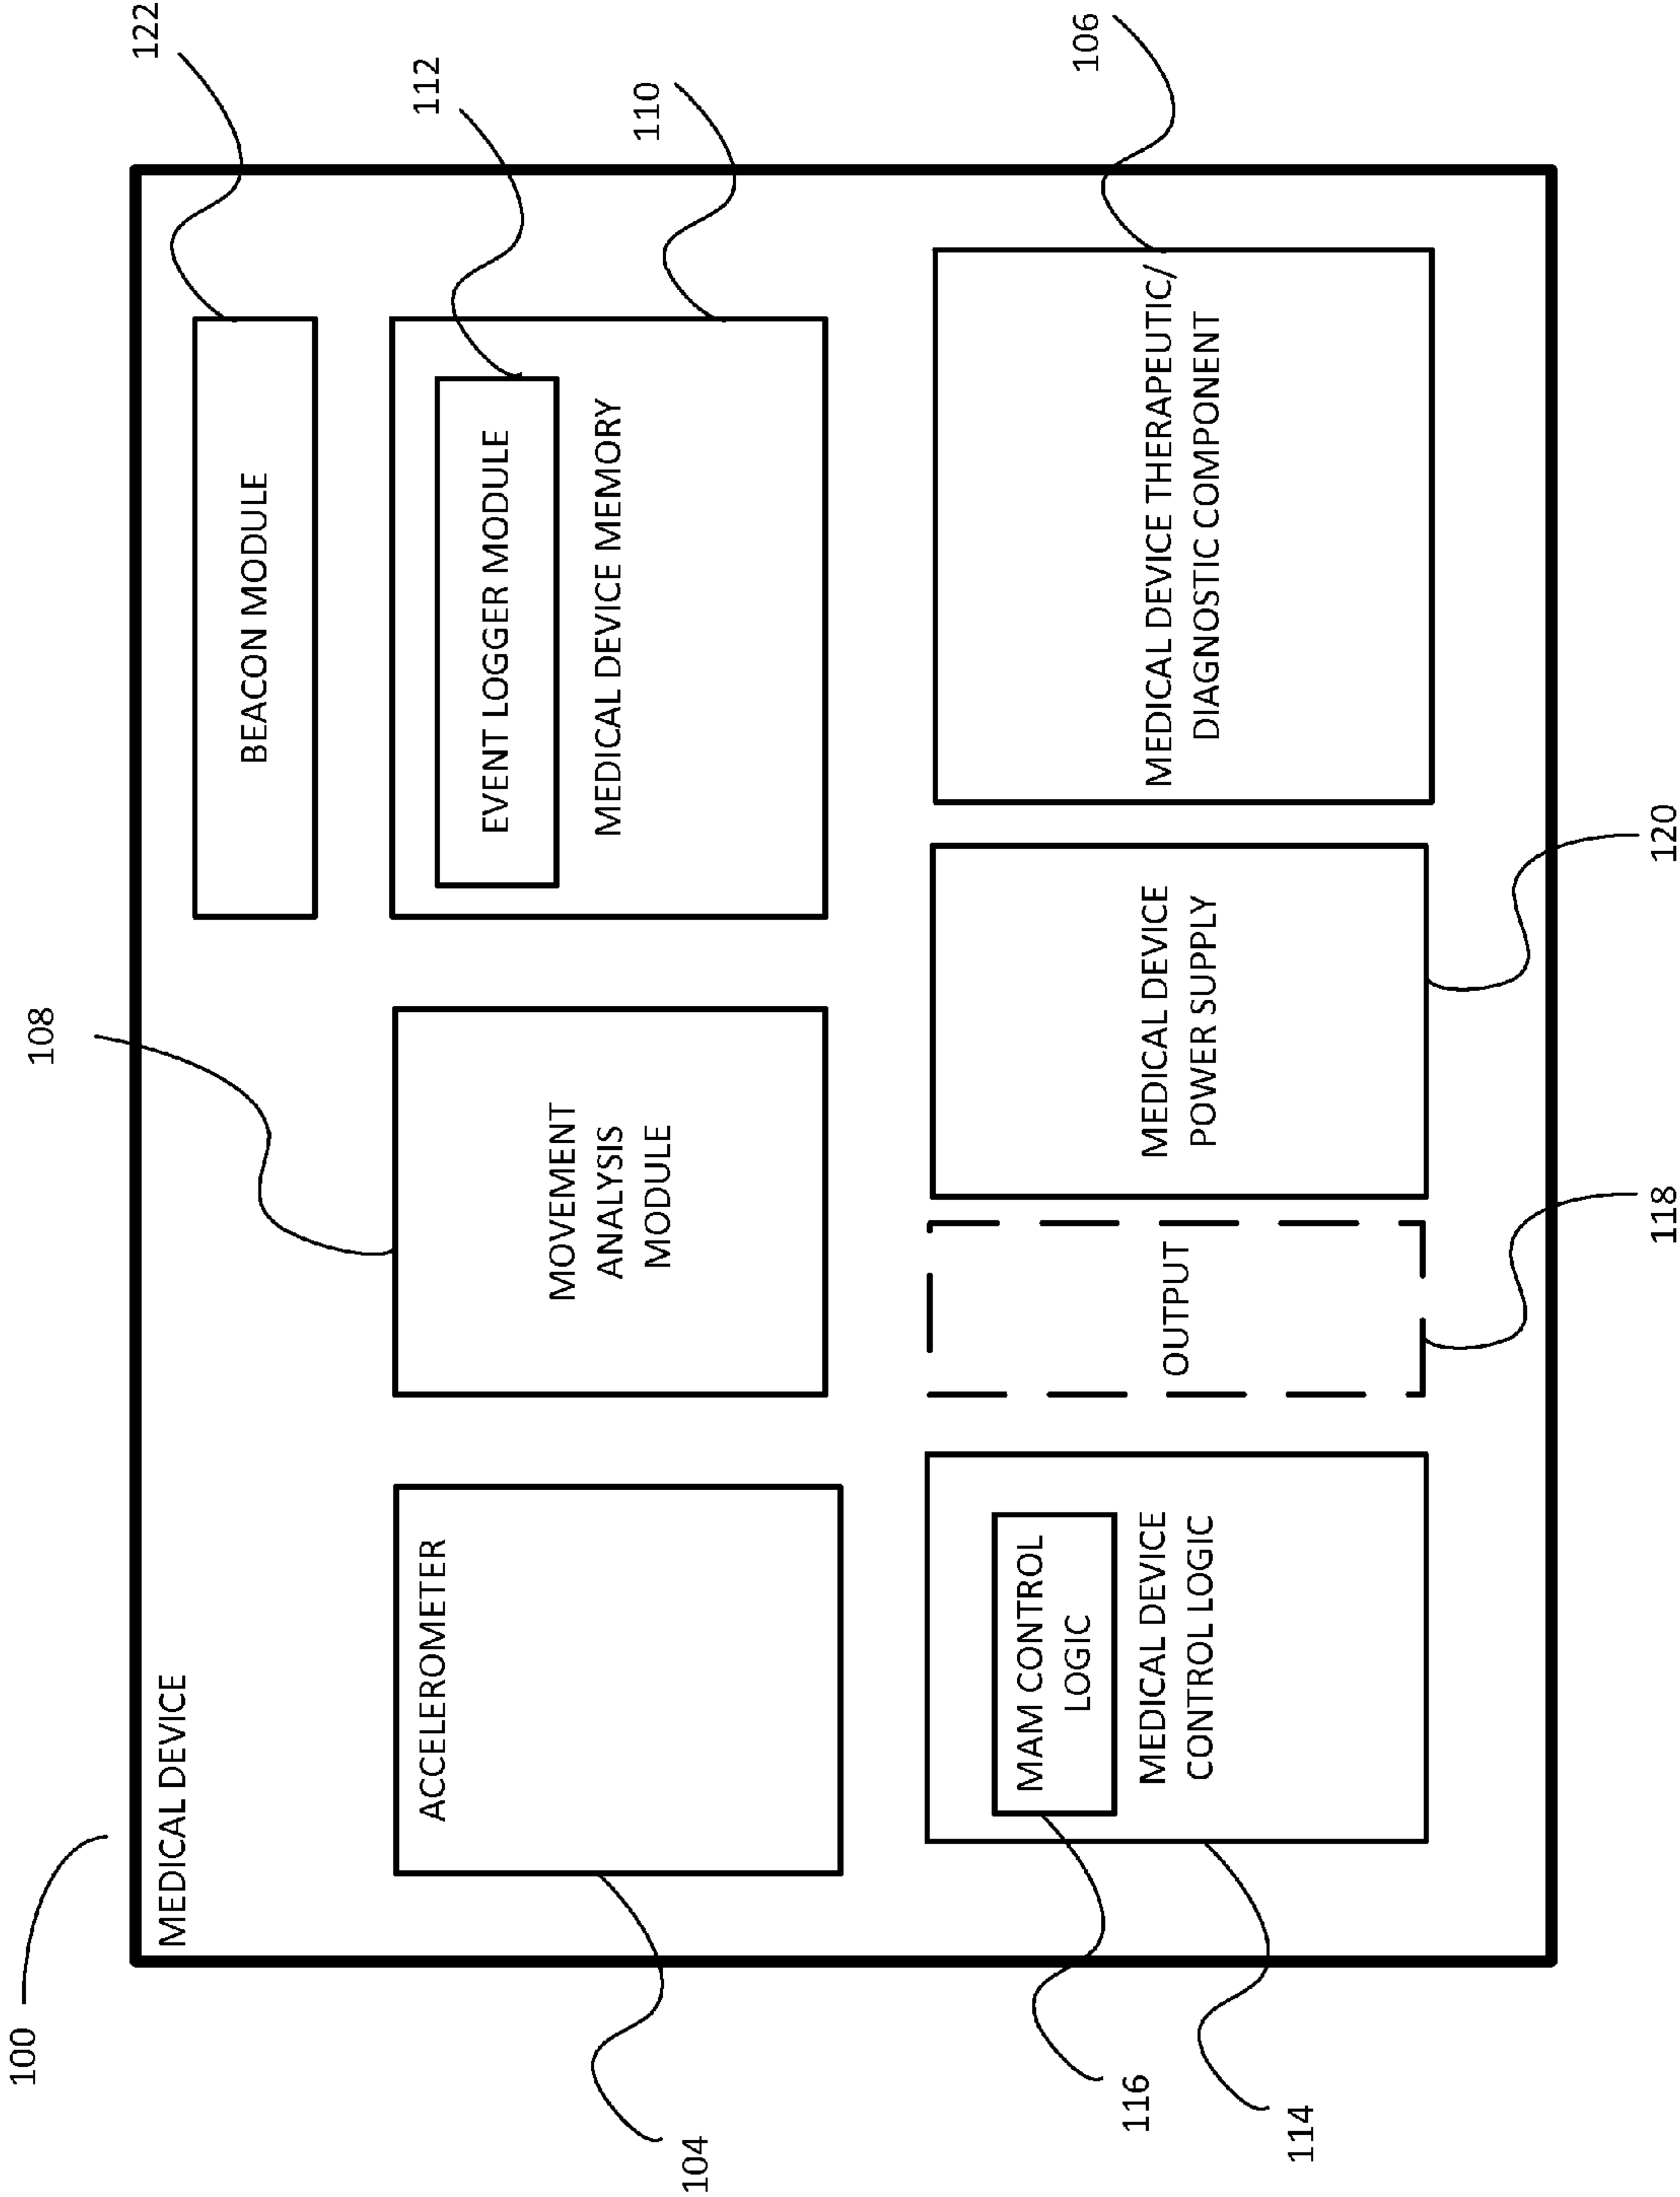 100
MEDICAL DEVICE
122
BEACON MODULE
108
112
ACCELEROMETER
MOVEMENT
ANALYSIS
MODULE
EVENT LOGGER MODULE
MEDICAL DEVICE MEMORY
110
104
116
MAM CONTROL
LOGIC
MEDICAL DEVICE
CONTROL LOGIC
114
OUTPUT
118
MEDICAL DEVICE
POWER SUPPLY
120
MEDICAL DEVICE THERAPEUTIC/
DIAGNOSTIC COMPONENT
106